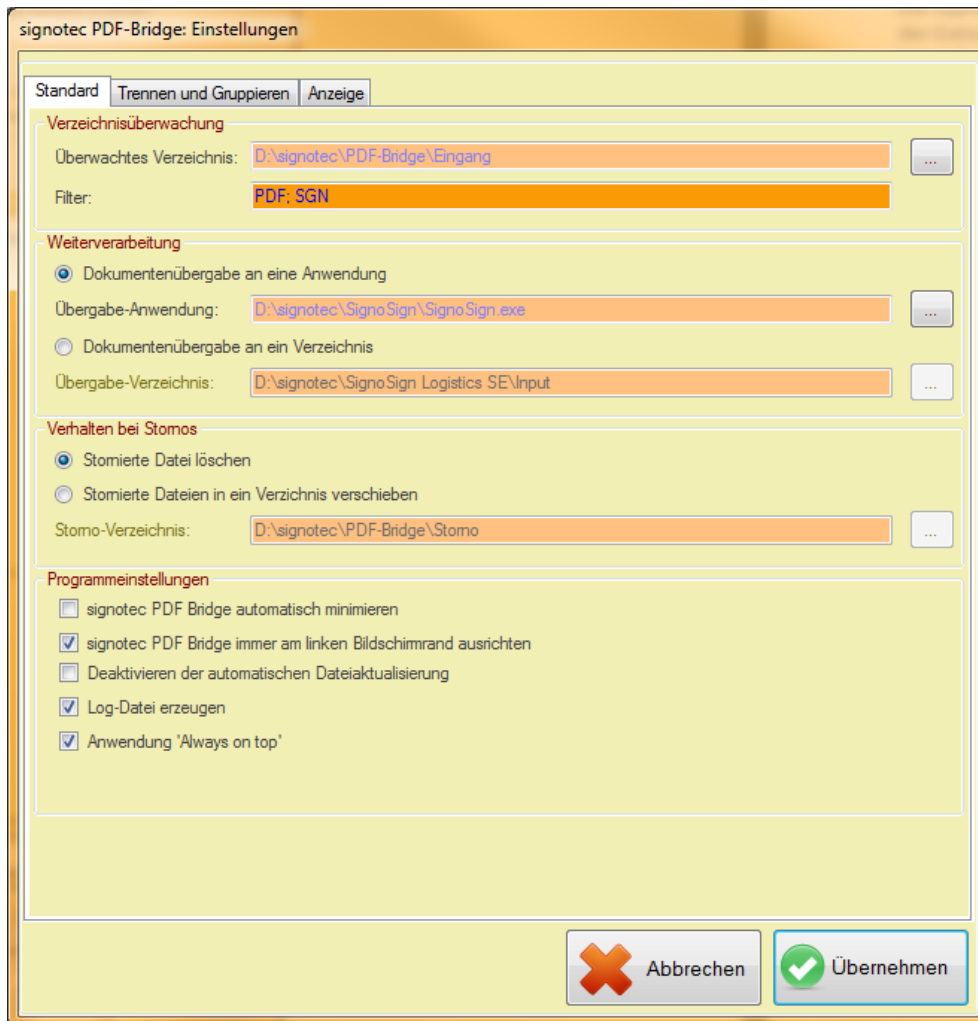 signotec PDF-Bridge: Einstellungen
Standard Trennen und Gruppieren Anzeige
Verzeichnisüberwachung
Überwachtes Verzeichnis: D:\signotec\PDF-Bridge\Eingang ...
Filter: PDF; SGN
Weiterverarbeitung
Dokumentenübergabe an eine Anwendung
Übergabe-Anwendung: D:\signotec\SignoSign\SignoSign.exe ...
Dokumentenübergabe an ein Verzeichnis
Übergabe-Verzeichnis: D:\signotec\SignoSign Logistics SE\Input ...
Verhalten bei Stornos
Stornierte Datei löschen
Stornierte Dateien in ein Verzichnis verschieben
Storno-Verzeichnis: D:\signotec\PDF-Bridge\Storno ...
Programmeinstellungen
signotec PDF Bridge automatisch minimieren
signotec PDF Bridge immer am linken Bildschirmrand ausrichten
Deaktivieren der automatischen Dateiaktualisierung
Log-Datei erzeugen
Anwendung 'Always on top'
Abbrechen Übernehmen